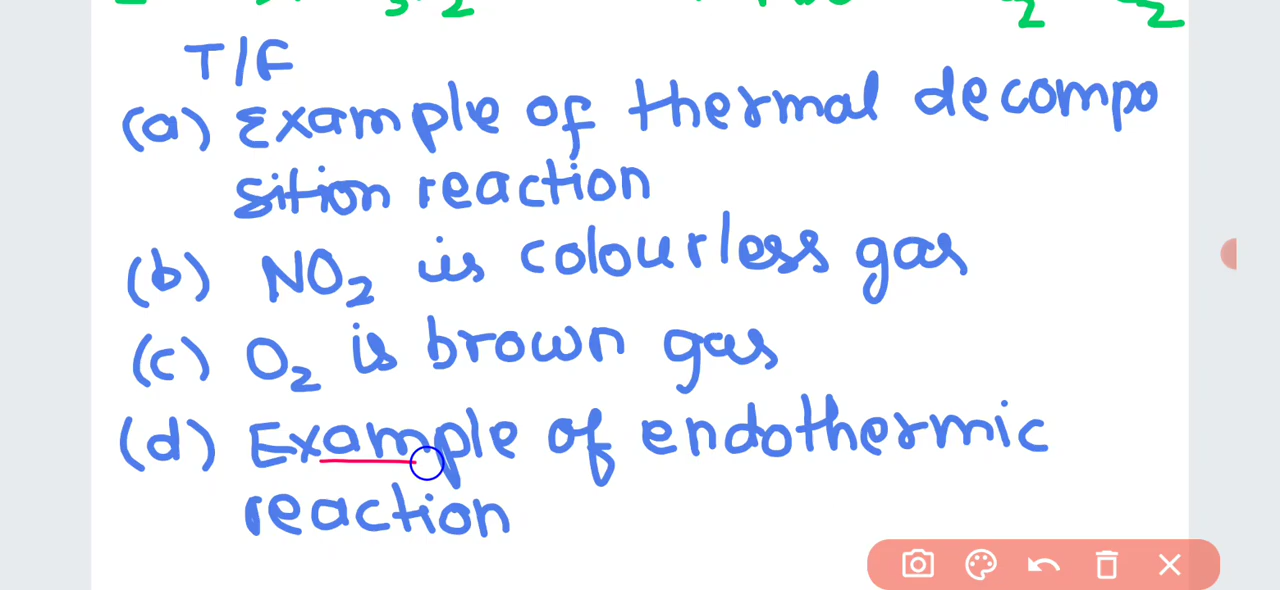 T/F
(a) Example of thermal decompo
sition reaction
(b) NO₂ is colourless gas
(c) O₂ is brown gas
(d) Example of endothermic
reaction